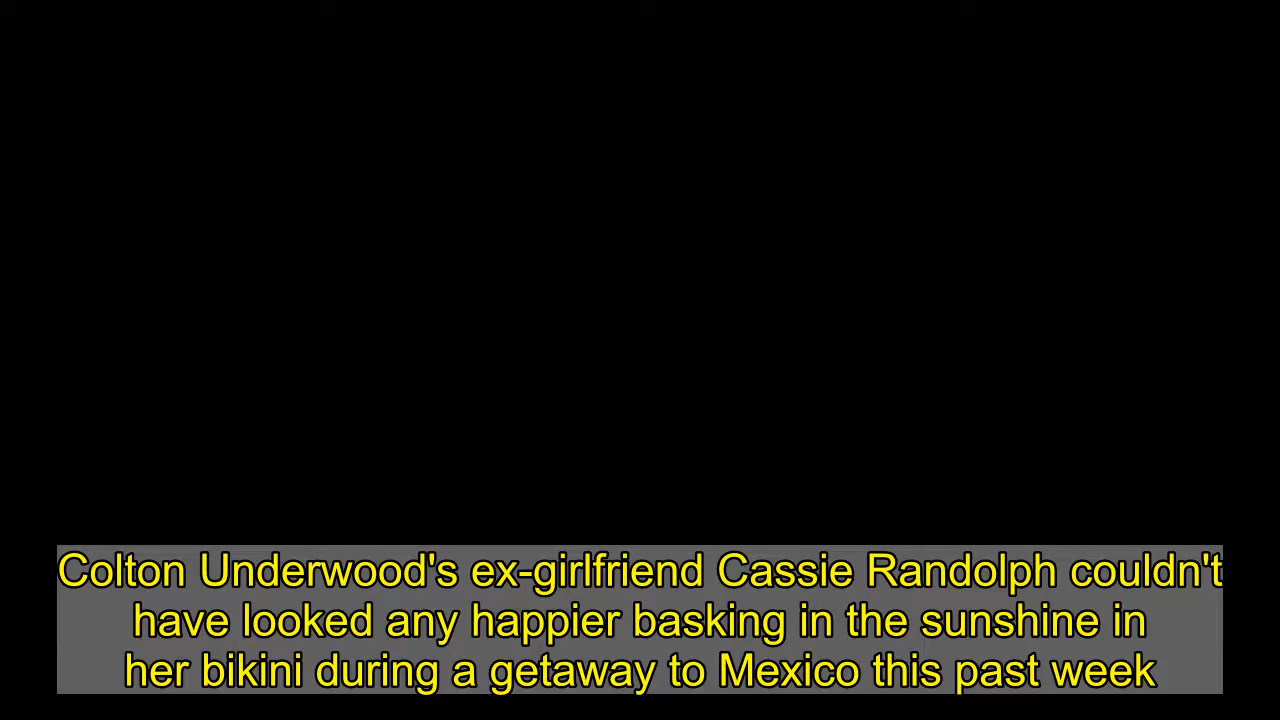 Colton Underwood's ex-girlfriend Cassie Randolph couldn't
have looked any happier basking in the sunshine in
her bikini during a getaway to Mexico this past week